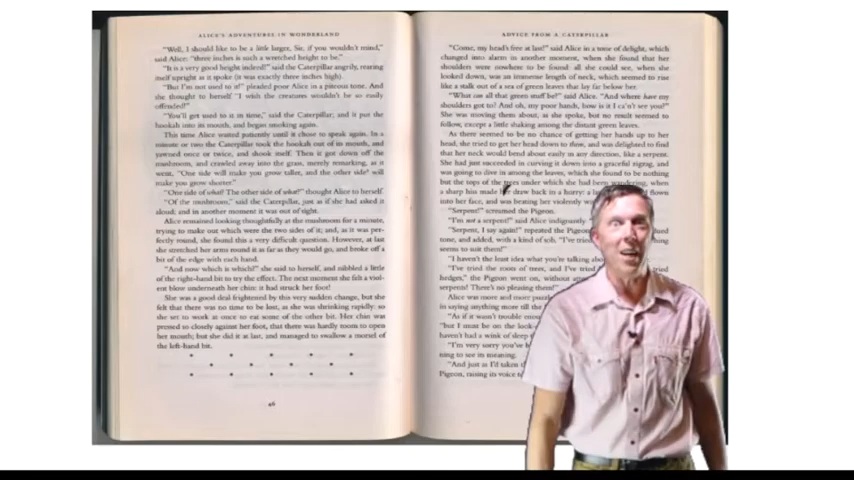 ALICE'S ADVENTURES IN WONDERLAND
"Well, I should like to be a little larger, Sir, if you wouldn't mind,"
said Alice: "three inches is such a wretched height to be."
"It is a very good height indeed!" said the Caterpillar angrily, rearing
itself upright as it spoke (it was exactly three inches high).
"But I'm not used to it!" pleaded poor Alice in a piteous tone. And
she thought to herself "I wish the creatures wouldn't be so easily
offended!"
"You'll get used to it in time," said the Caterpillar; and it put the
hookah into its mouth, and began smoking again.
This time Alice waited patiently until it chose to speak again. In a
minute or two the Caterpillar took the hookah out of its mouth, and
yawned once or twice, and shook itself. Then it got down off the
mushroom, and crawled away into the grass, merely remarking, as it
went, "One side will make you grow taller, and the other side will
make you grow shorter."
"One side of what? The other side of what?" thought Alice to herself.
"Of the mushroom," said the Caterpillar, just as if she had asked it
aloud; and in another moment it was out of sight.
Alice remained looking thoughtfully at the mushroom for a minute,
trying to make out which were the two sides of it; and, as it was per-
fectly round, she found this a very difficult question. However, at last
she stretched her arms round it as far as they would go, and broke off a
bit of the edge with each hand.
"And now which is which?" she said to herself, and nibbled a little
of the right-hand bit to try the effect. The next moment she felt a viol-
ent blow underneath her chin: it had struck her foot!
She was a good deal frightened by this very sudden change, but she
felt that there was no time to be lost, as she was shrinking rapidly: so
she set to work at once to eat some of the other bit. Her chin was
pressed so closely against her foot, that there was hardly room to open
her mouth; but she did it at last, and managed to swallow a morsel of
the left-hand bit.
* * * * *
* * * *
* * * * *
46
ADVICE FROM A CATERPILLAR
"Come, my head's free at last!" said Alice in a tone of delight, which
changed into alarm in another moment, when she found that her
shoulders were nowhere to be found: all she could see, when she
looked down, was an immense length of neck, which seemed to rise
like a stalk out of a sea of green leaves that lay far below her.
"What can all that green stuff be?" said Alice. "And where have my
shoulders got to? And oh, my poor hands, how is it I ca'n't see you?"
She was moving them about, as she spoke, but no result seemed to
follow, except a little shaking among the distant green leaves.
As there seemed to be no chance of getting her hands up to her
head, she tried to get her head down to them, and was delighted to find
that her neck would bend about easily in any direction, like a serpent.
She had just succeeded in curving it down into a graceful zigzag, and
was going to dive in among the leaves, which she found to be nothing
but the tops of the trees under which she had been wandering, when
a sharp hiss made her draw back in a hurry: a flown
into her face, and was beating her violently
"Serpent!" screamed the Pigeon.
"I'm not a serpent!" said Alice indignantly.
"Serpent, I say again!" repeated the Pigeon,
tone, and added, with a kind of sob, "I've
seems to suit them!"
"I haven't the least idea what you're talking
"I've tried the roots of trees, and I've tried tried
hedges," the Pigeon went on, without
serpents! There's no pleasing them!"
Alice was more and more
in saying anything more till the
"As if it wasn't trouble
"but I must be on the look-
haven't had a wink of sleep
"I'm very sorry you've
ning to see its meaning.
"And just as I'd taken
Pigeon, raising its voice